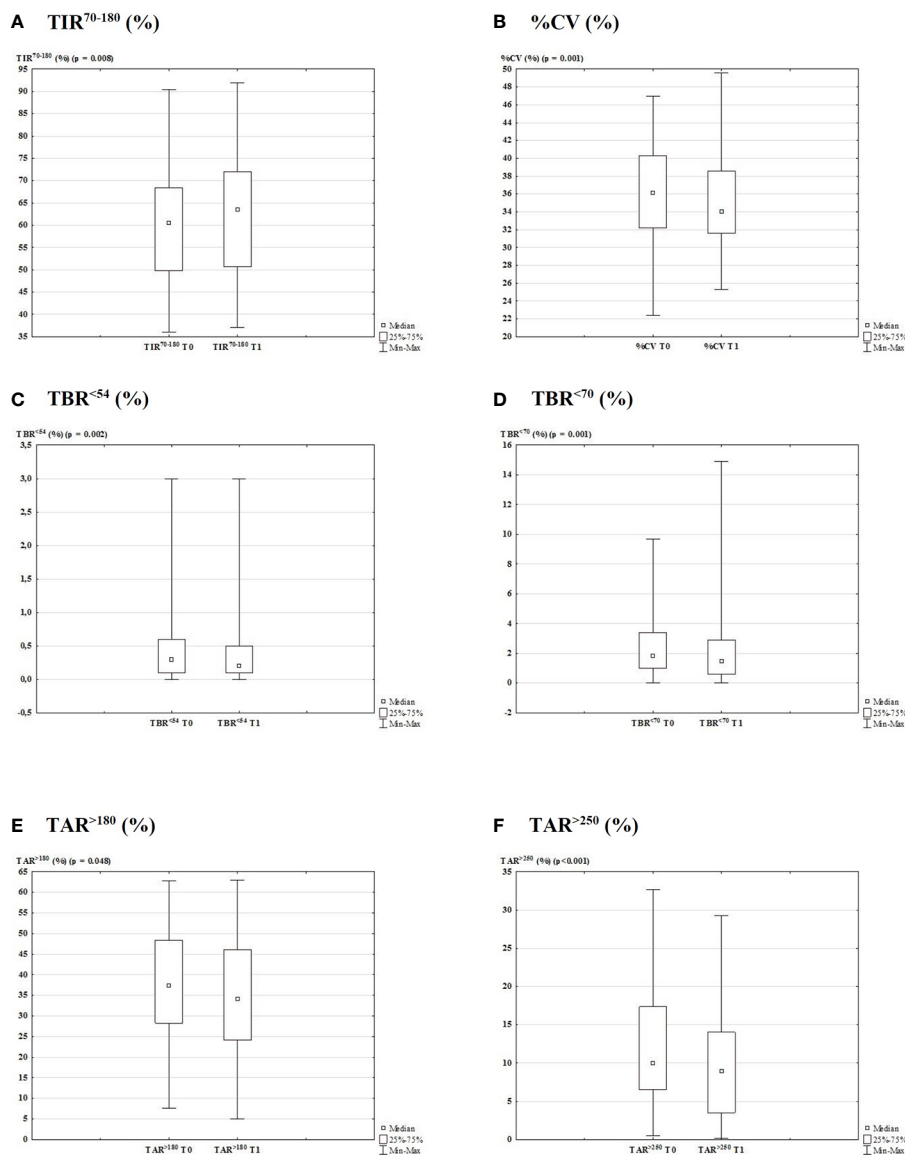 A TIR70-180 (%)
TIR70-180 (%) (p = 0.008)
95
90
85
80
75
70
65
60
55
50
45
40
35
TIR70-180 T0 TIR70-180 T1
Median
25%-75%
Min-Max
B %CV (%)
%CV (%) (p = 0.001)
50
48
46
44
42
40
38
36
34
32
30
28
26
24
22
20
%CV T0 %CV T1
Median
25%-75%
Min-Max
C TBR<54 (%)
TBR<54 (%) (p = 0.002)
3,5
3,0
2,5
2,0
1,5
1,0
0,5
0,0
-0,5
TBR<54 T0 TBR<54 T1
Median
25%-75%
Min-Max
D TBR<70 (%)
TBR<70 (%) (p = 0.001)
16
14
12
10
8
6
4
2
0
-2
TBR<70 T0 TBR<70 T1
Median
25%-75%
Min-Max
E TAR>180 (%)
TAR>180 (%) (p = 0.048)
65
60
55
50
45
40
35
30
25
20
15
10
5
0
TAR>180 T0 TAR>180 T1
Median
25%-75%
Min-Max
F TAR>250 (%)
TAR>250 (%) (p<0.001)
35
30
25
20
15
10
5
0
TAR>250 T0 TAR>250 T1
Median
25%-75%
Min-Max